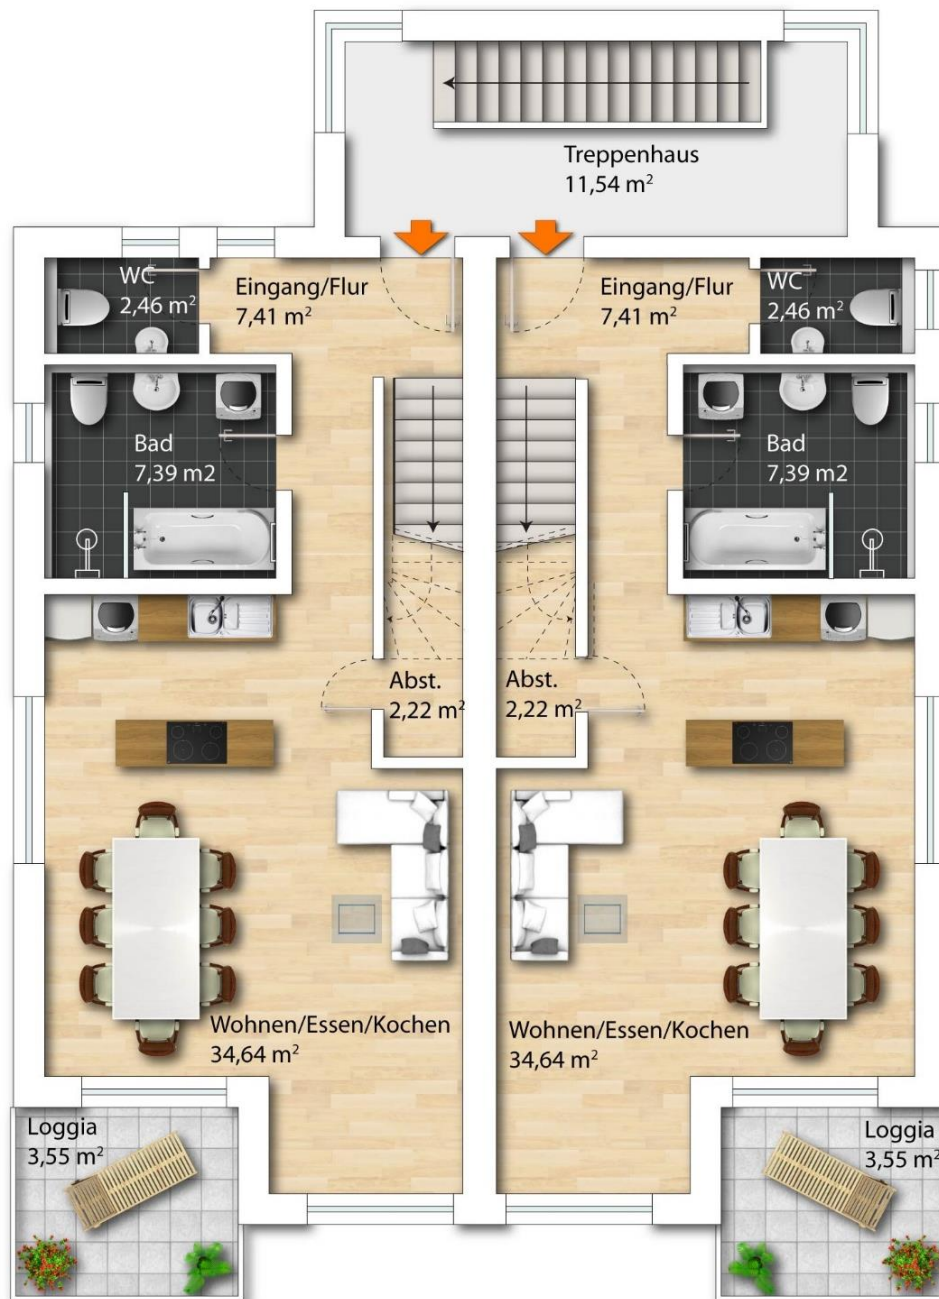 Treppenhaus
11,54 m²
WC
2,46 m²
Eingang/Flur
7,41 m²
Eingang/Flur
7,41 m²
WC
2,46 m²
Bad
7,39 m2
Bad
7,39 m2
Abst.
2,22 m²
Abst.
2,22 m²
Wohnen/Essen/Kochen
34,64 m²
Wohnen/Essen/Kochen
34,64 m²
Loggia
3,55 m²
Loggia
3,55 m²